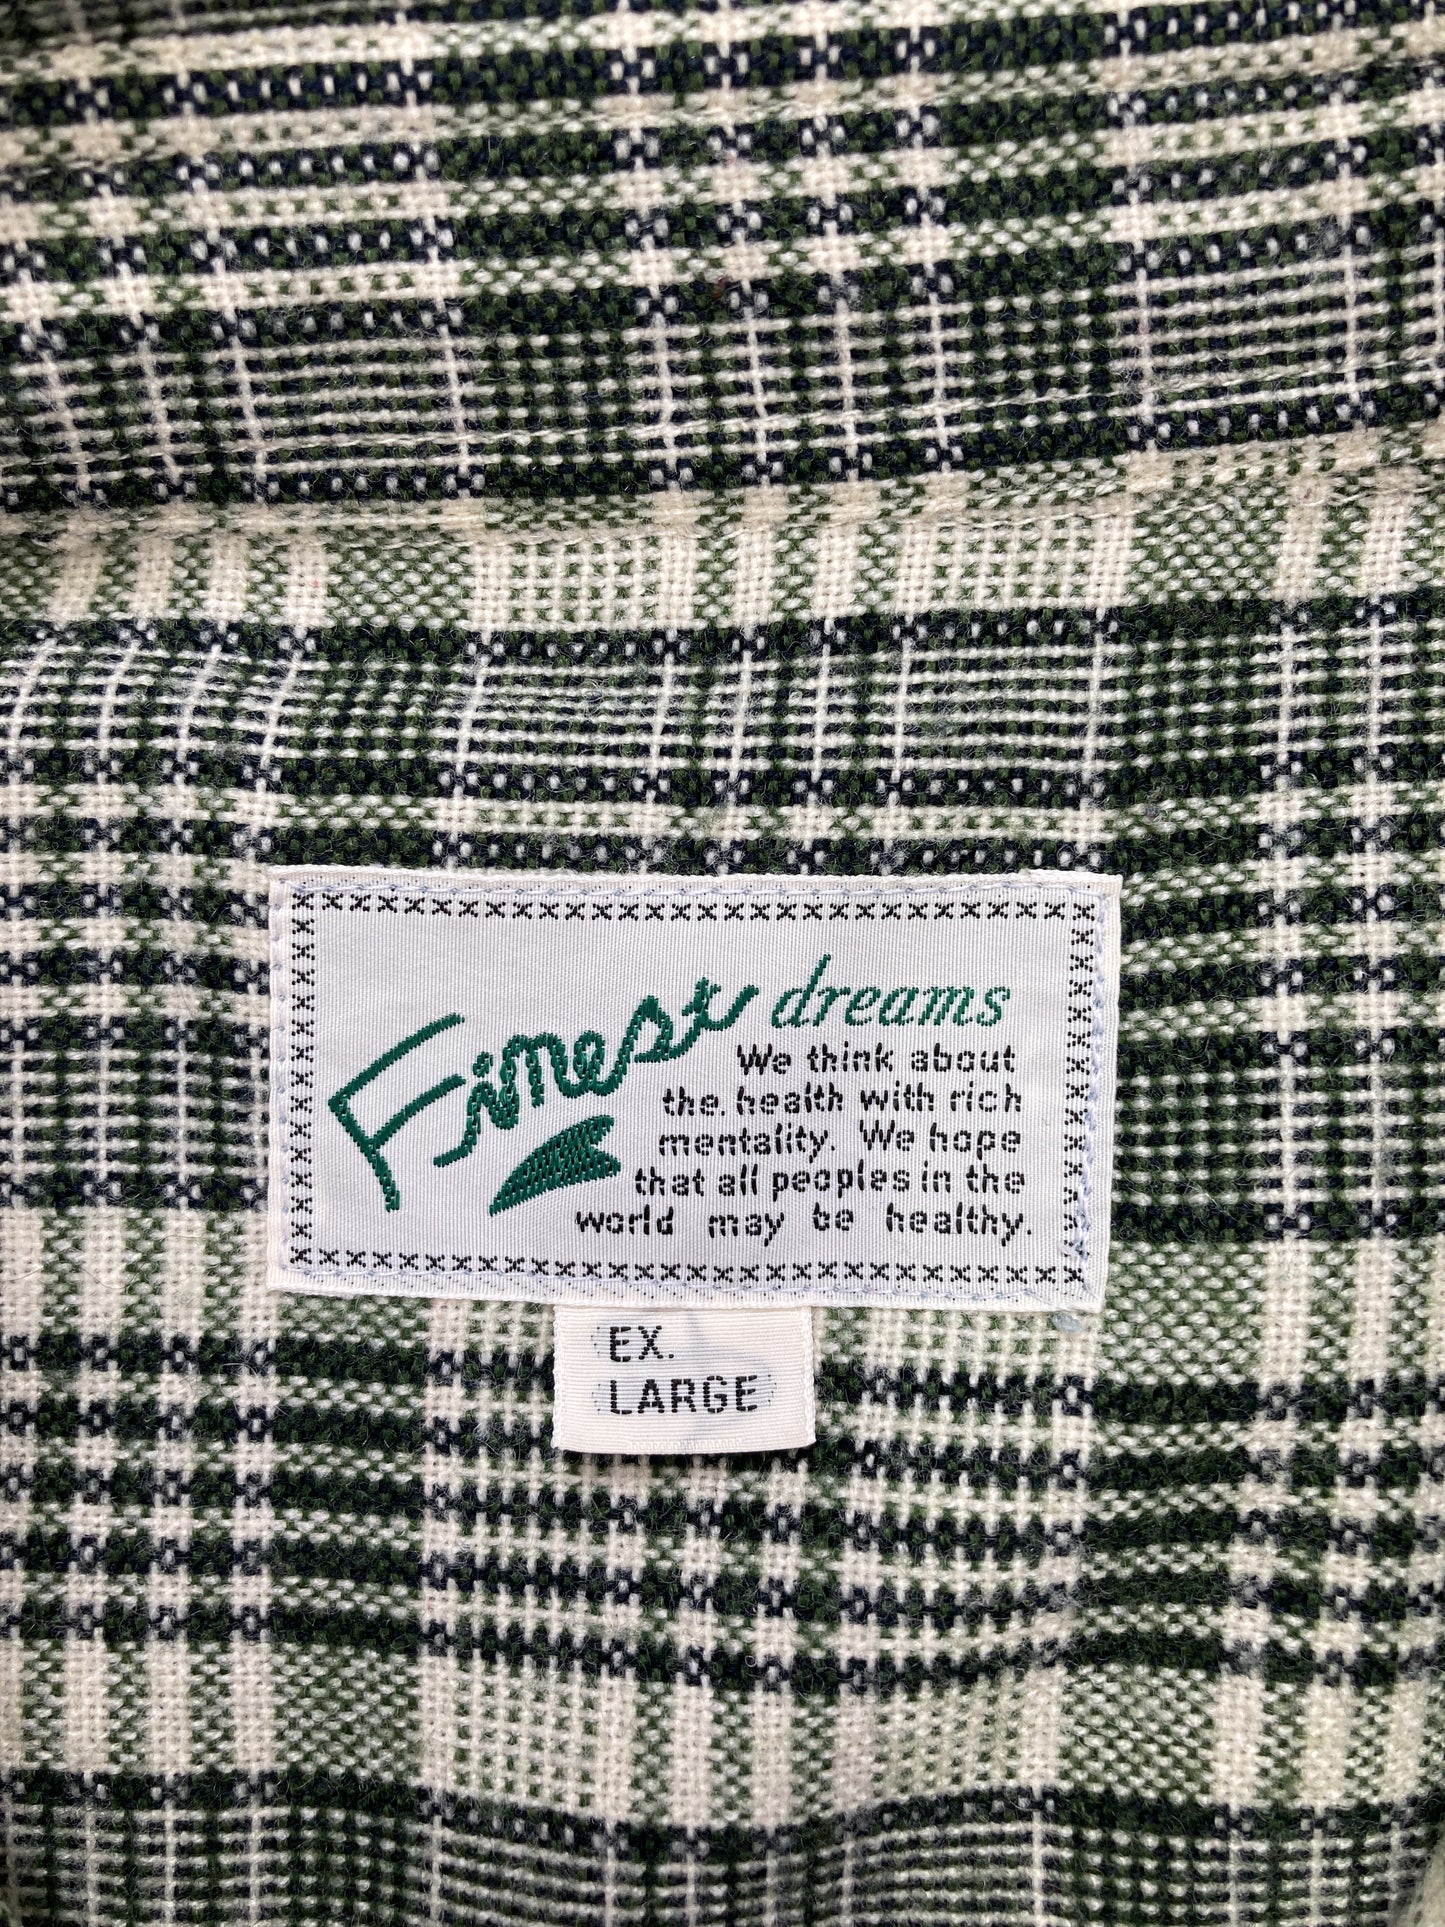 Finest dreams
We think about
the. health with rich
mentality. We hope
that all peoples in the
world may be healthy.
EX.
LARGE